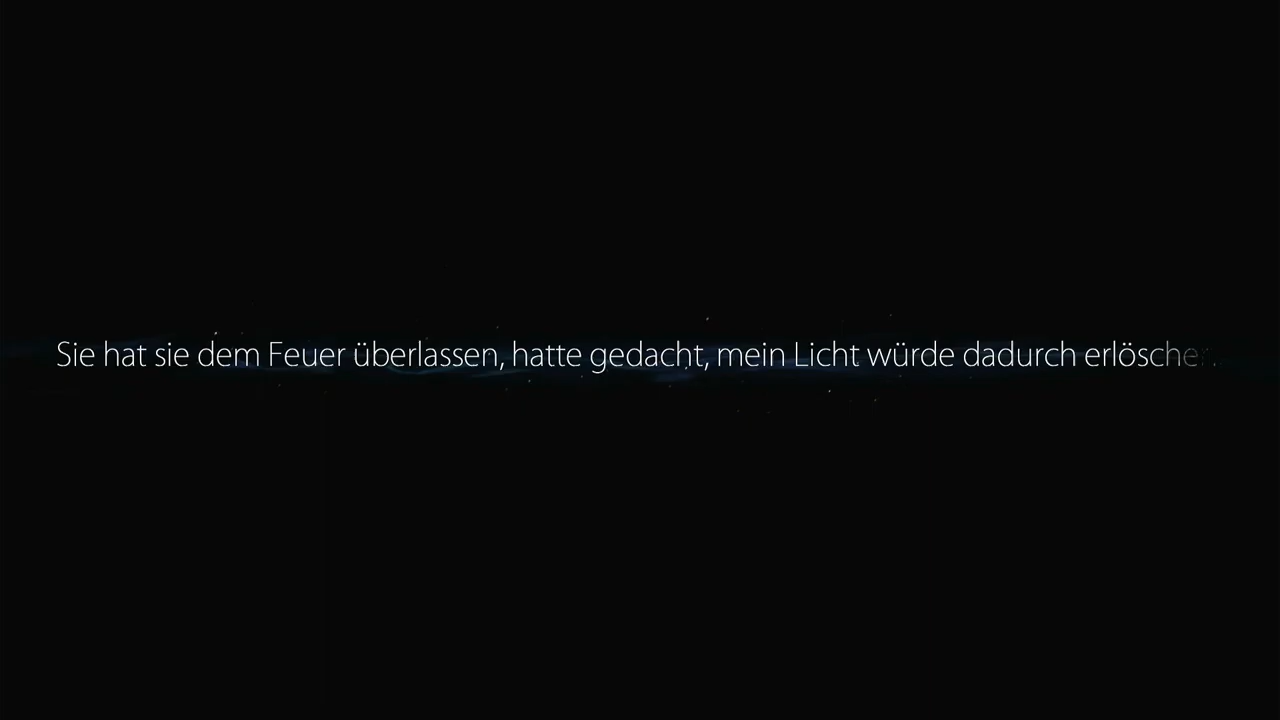 Sie hat sie dem Feuer überlassen, hatte gedacht, mein Licht würde dadurch erlöschen.